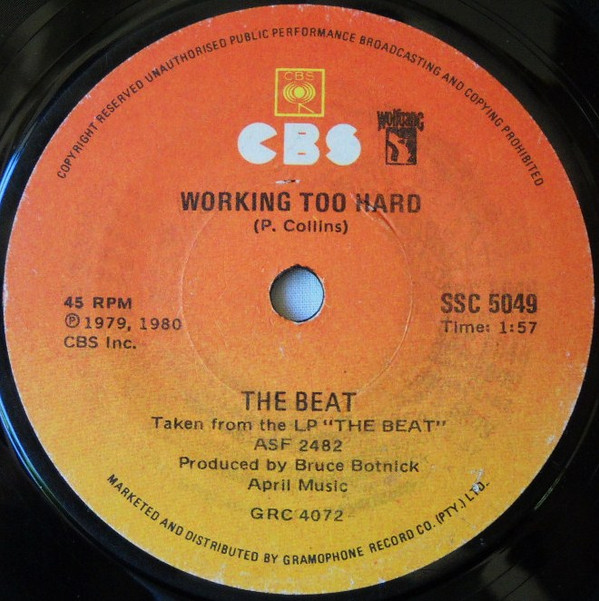 COPYRIGHT RESERVED UNAUTHORISED PUBLIC PERFORMANCE BROADCASTING AND COPYING PROHIBITED
CBS
CBS
wolfgang
WORKING TOO HARD
(P. Collins)
45 RPM
℗ 1979, 1980
CBS Inc.
SSC 5049
Time: 1:57
THE BEAT
Taken from the LP "THE BEAT"
ASF 2482
Produced by Bruce Botnick
April Music
GRC 4072
MARKETED AND DISTRIBUTED BY GRAMOPHONE RECORD CO. (PTY.) LTD.